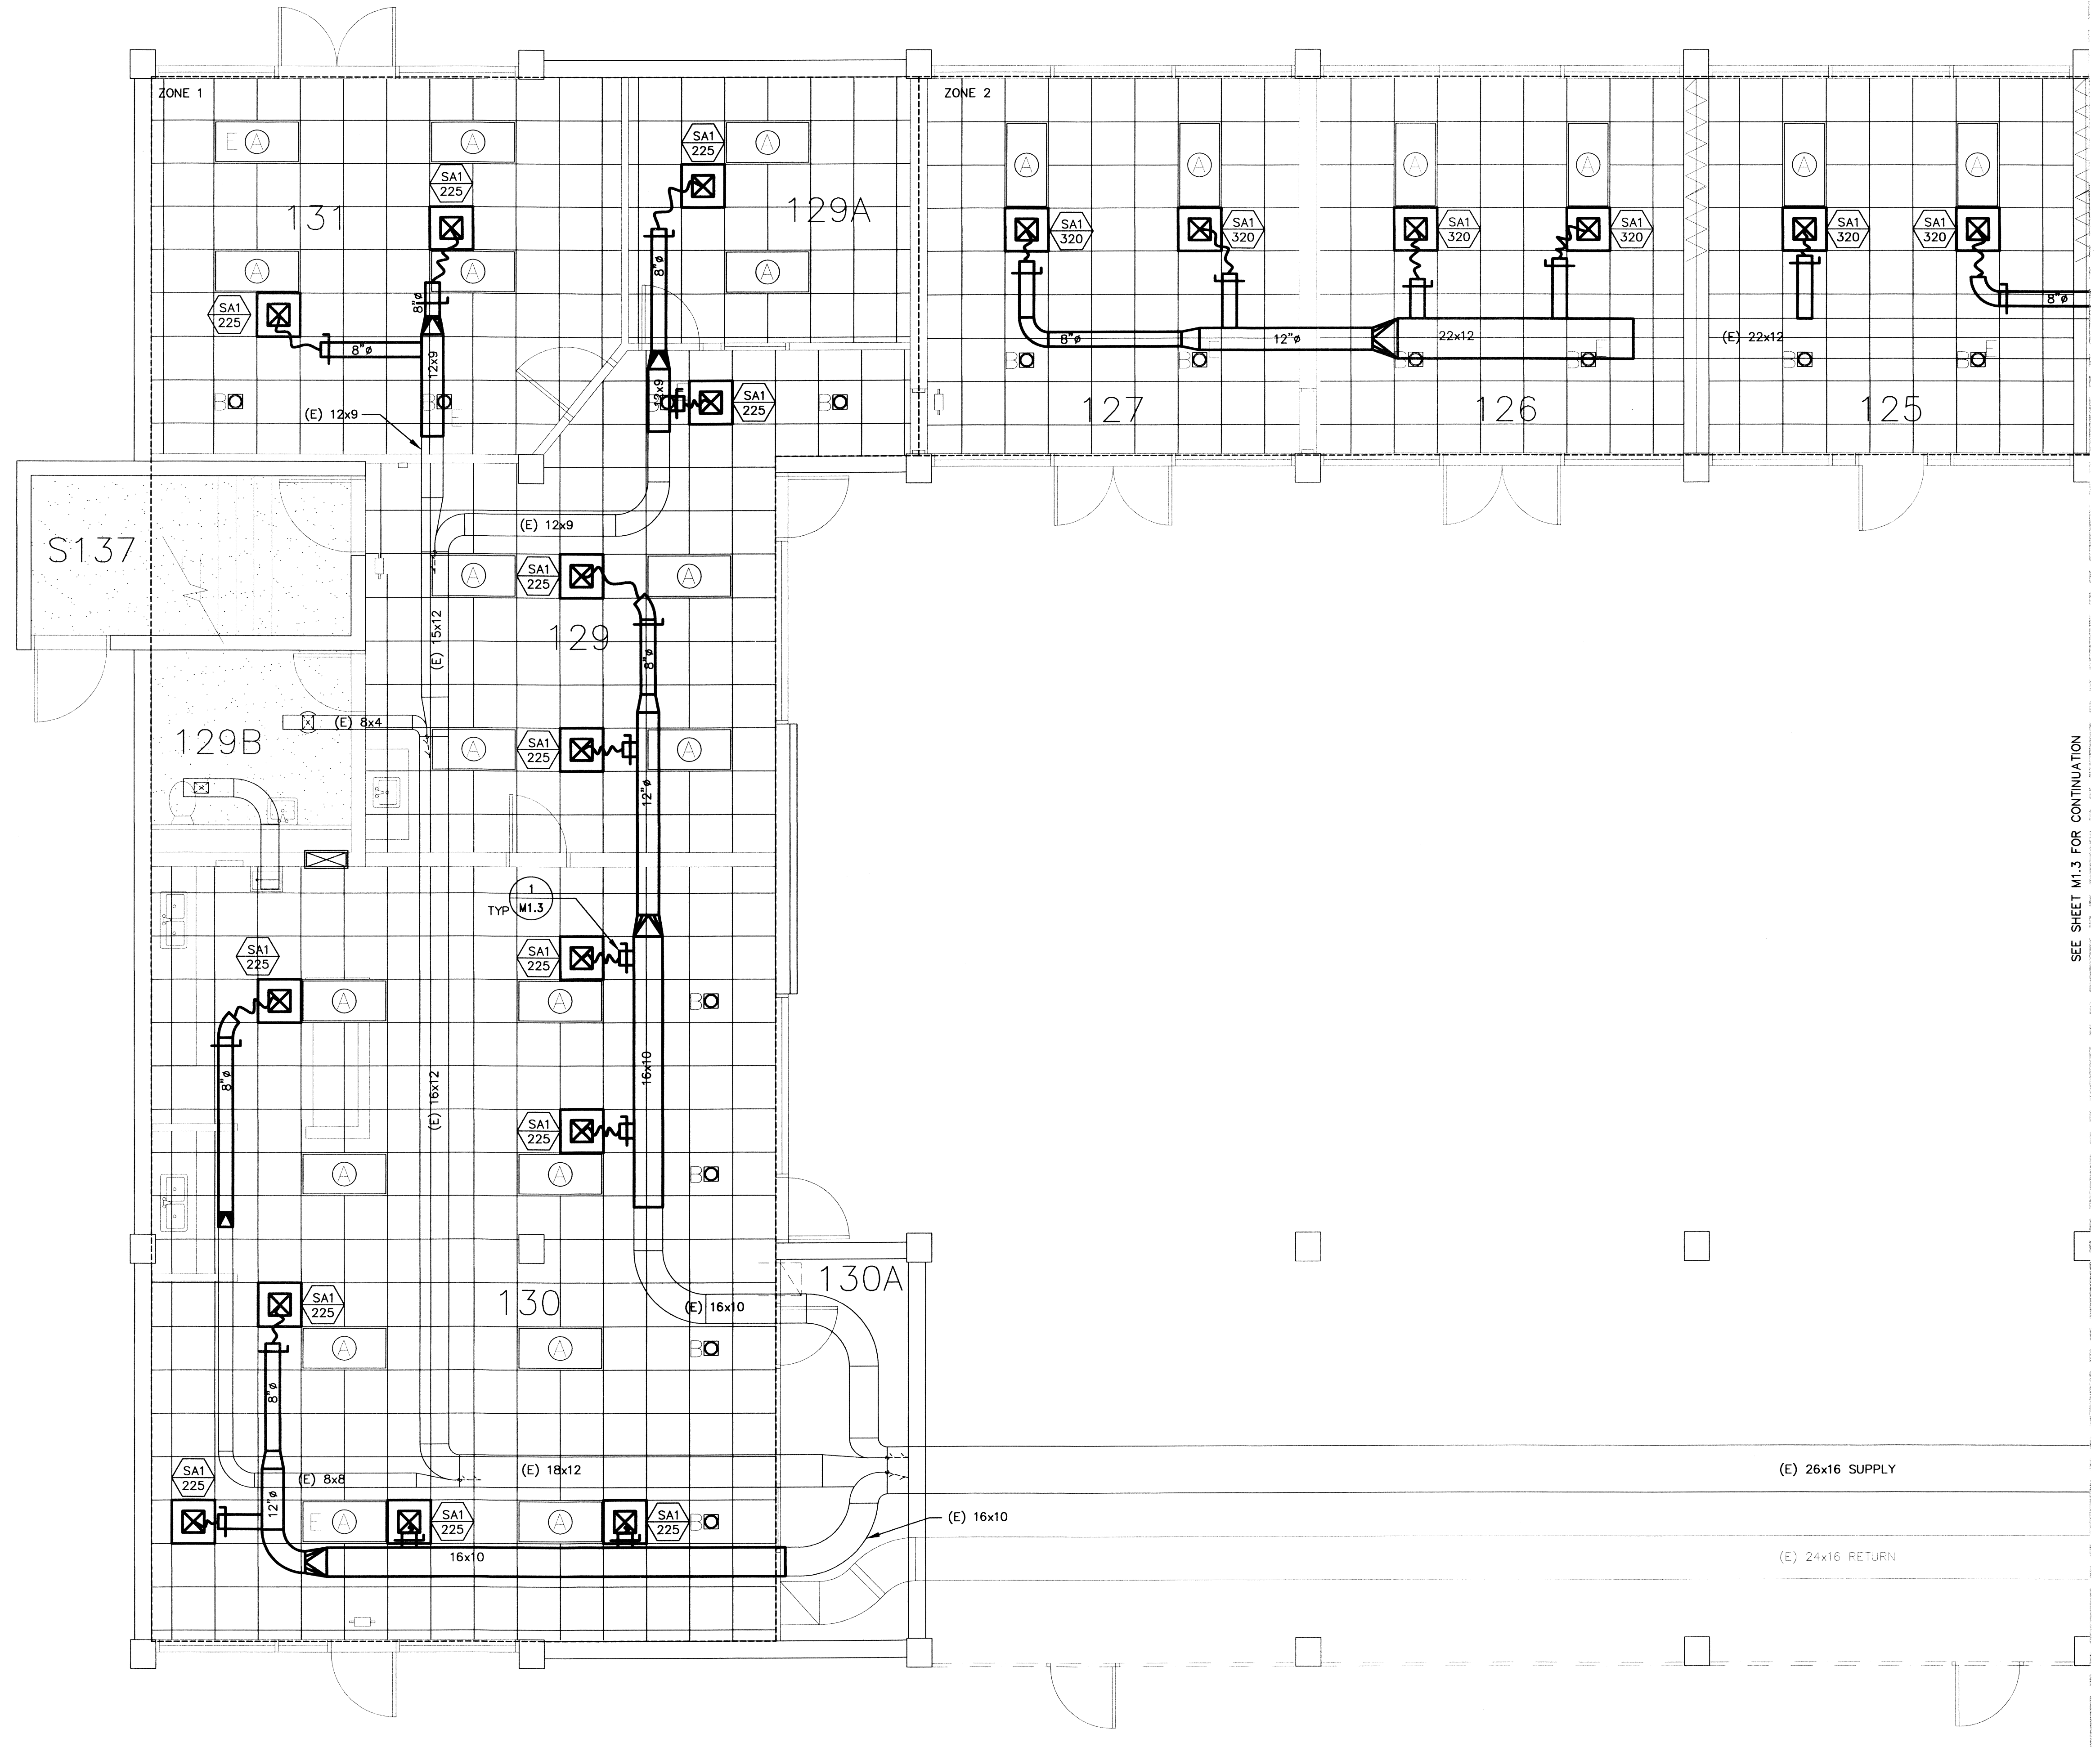 ZONE 1
ZONE 2
E A
A
SA1
225
A
SA1
225
131
129A
A
A
A
A
A
A
SA1
320
SA1
320
SA1
320
SA1
320
SA1
320
SA1
320
A
A
A
8"ø
8"ø
SA1
225
8"ø
12x9
8"ø
12"ø
22x12
(E) 22x12
8"ø
B
B
E
B
B
E
B
B
E
B
B
E
(E) 12x9
12x9
B
SA1
225
B
127
126
125
S137
(E) 12x9
A
SA1
225
A
129
(E) 15x12
8"ø
129B
(E) 8x4
A
SA1
225
A
12"ø
SEE SHEET M1.3 FOR CONTINUATION
1
M1.3
TYP
SA1
225
SA1
225
A
A
B
8"ø
(E) 16x12
16x10
SA1
225
A
A
B
130A
130
SA1
225
(E) 16x10
A
A
B
8"ø
SA1
225
(E) 8x8
(E) 18x12
(E) 26x16 SUPPLY
12"ø
E A
SA1
225
A
SA1
225
B
(E) 16x10
16x10
(E) 24x16 RETURN